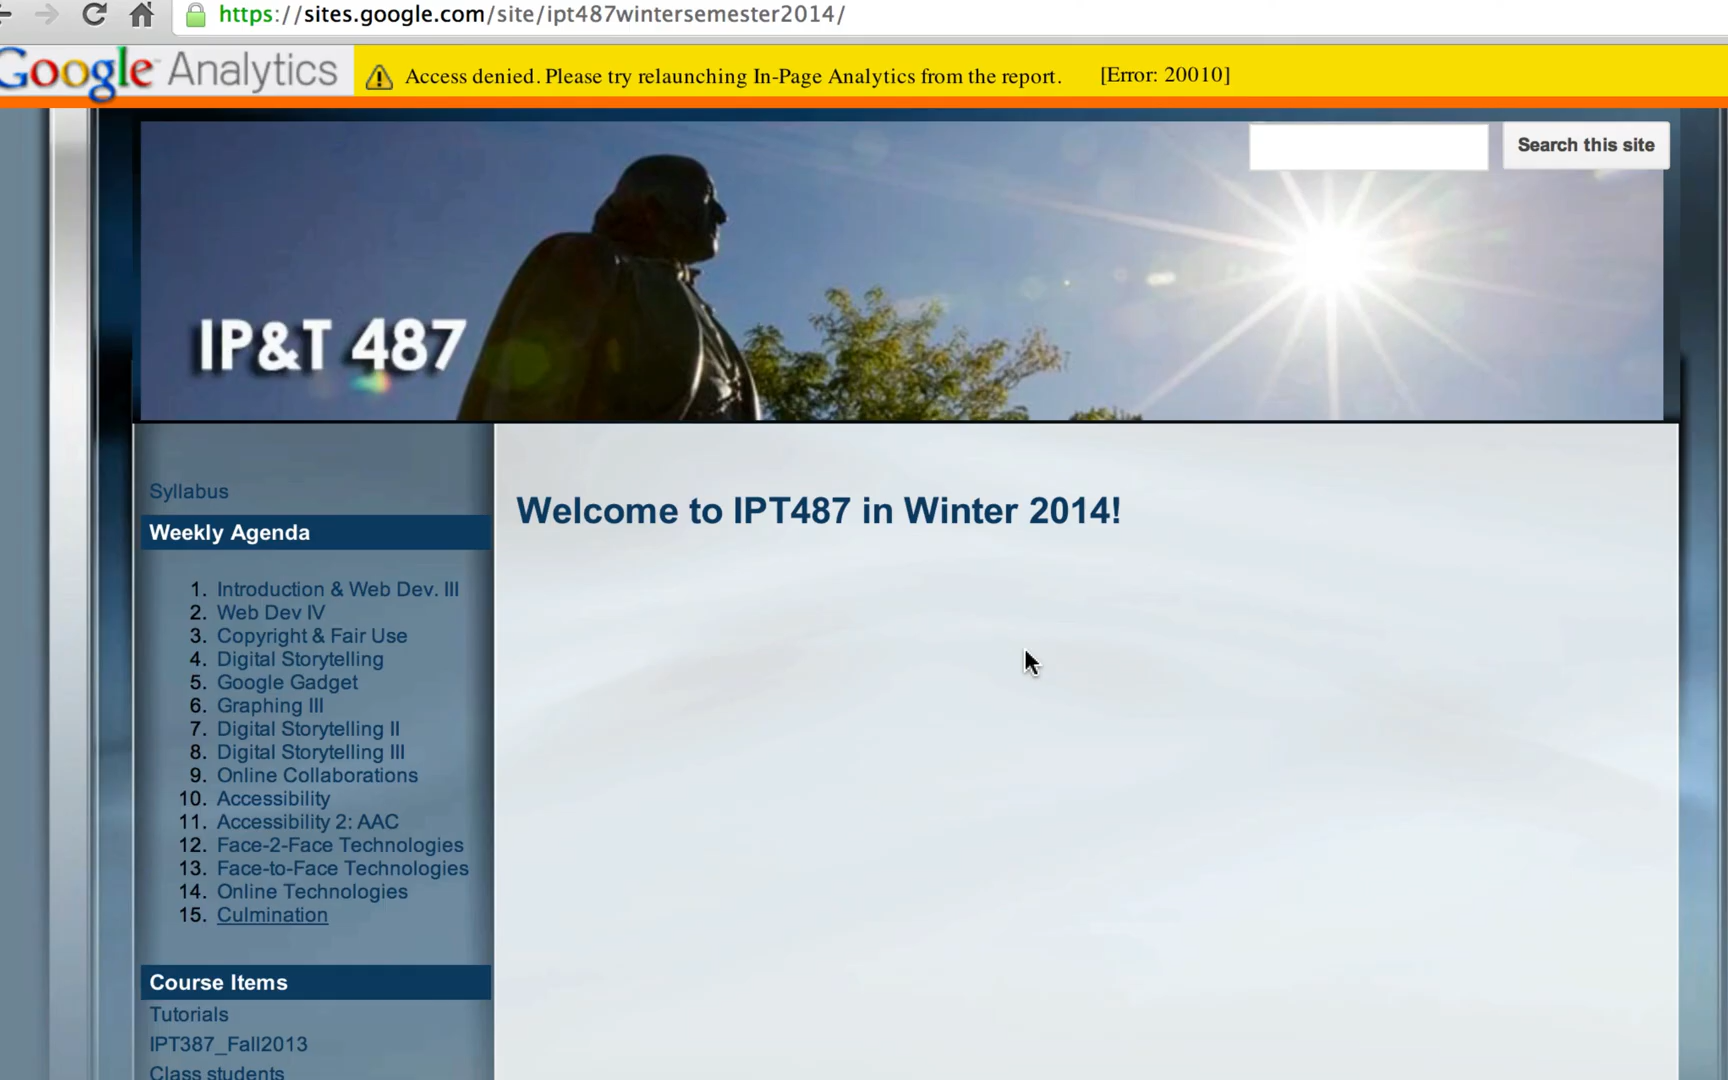 https://sites.google.com/site/ipt487wintersemester2014/
Google Analytics
Access denied. Please try relaunching In-Page Analytics from the report. [Error: 20010]
Search this site
IP&T 487
Syllabus
Weekly Agenda
1. Introduction & Web Dev. III
2. Web Dev IV
3. Copyright & Fair Use
4. Digital Storytelling
5. Google Gadget
6. Graphing III
7. Digital Storytelling II
8. Digital Storytelling III
9. Online Collaborations
10. Accessibility
11. Accessibility 2: AAC
12. Face-2-Face Technologies
13. Face-to-Face Technologies
14. Online Technologies
15. Culmination
Course Items
Tutorials
IPT387_Fall2013
Class students
Welcome to IPT487 in Winter 2014!